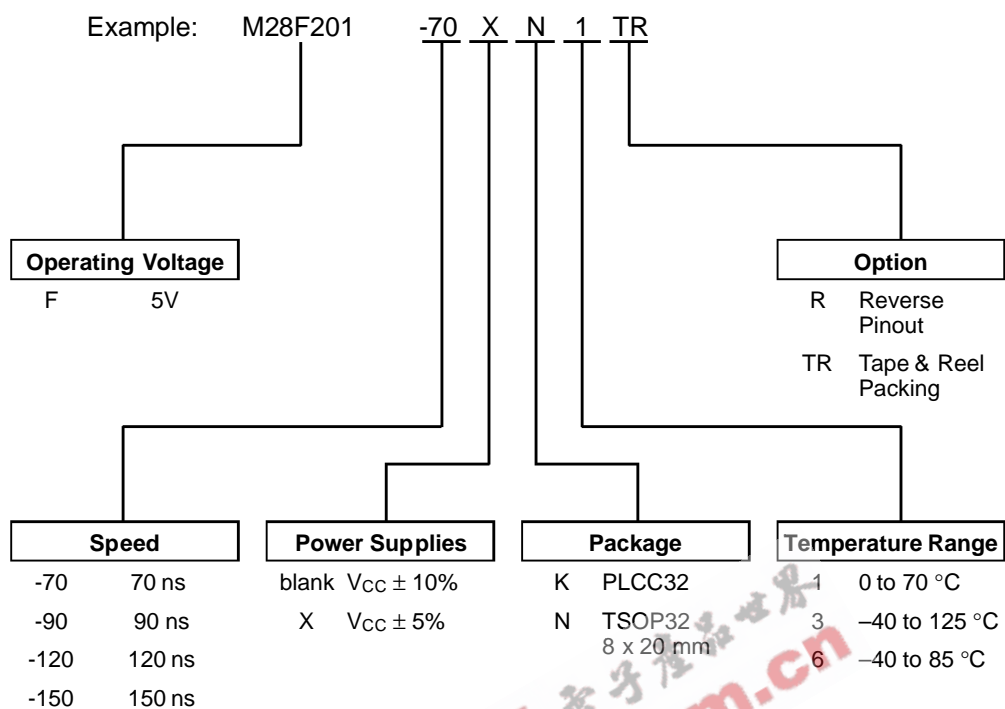 Example: M28F201 -70 X N 1 TR
Operating Voltage
F 5V
Option
R Reverse
Pinout
TR Tape & Reel
Packing
Speed
-70 70 ns
-90 90 ns
-120 120 ns
-150 150 ns
Power Supplies
blank VCC ± 10%
X VCC ± 5%
Package
K PLCC32
N TSOP32
8 x 20 mm
Temperature Range
1 0 to 70 °C
3 –40 to 125 °C
6 –40 to 85 °C